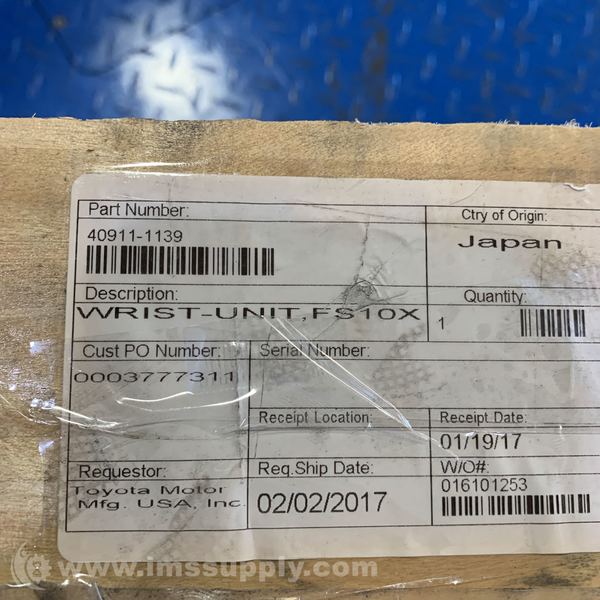 Part Number:
40911-1139
Ctry of Origin:
Japan
Description:
WRIST-UNIT,FS10X
Quantity:
1
Cust PO Number:
0003777311
Serial Number:
Receipt Location:
Receipt Date:
01/19/17
Requestor:
Toyota Motor
Mfg. USA, Inc.
Req.Ship Date:
02/02/2017
W/O#:
016101253
© www.imssupply.com/